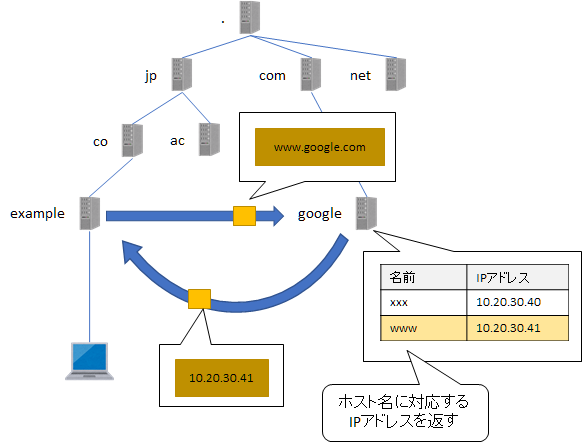 .
jp
com
net
co
ac
www.google.com
example
google
名前 IPアドレス
xxx 10.20.30.40
www 10.20.30.41
10.20.30.41
ホスト名に対応する
IPアドレスを返す